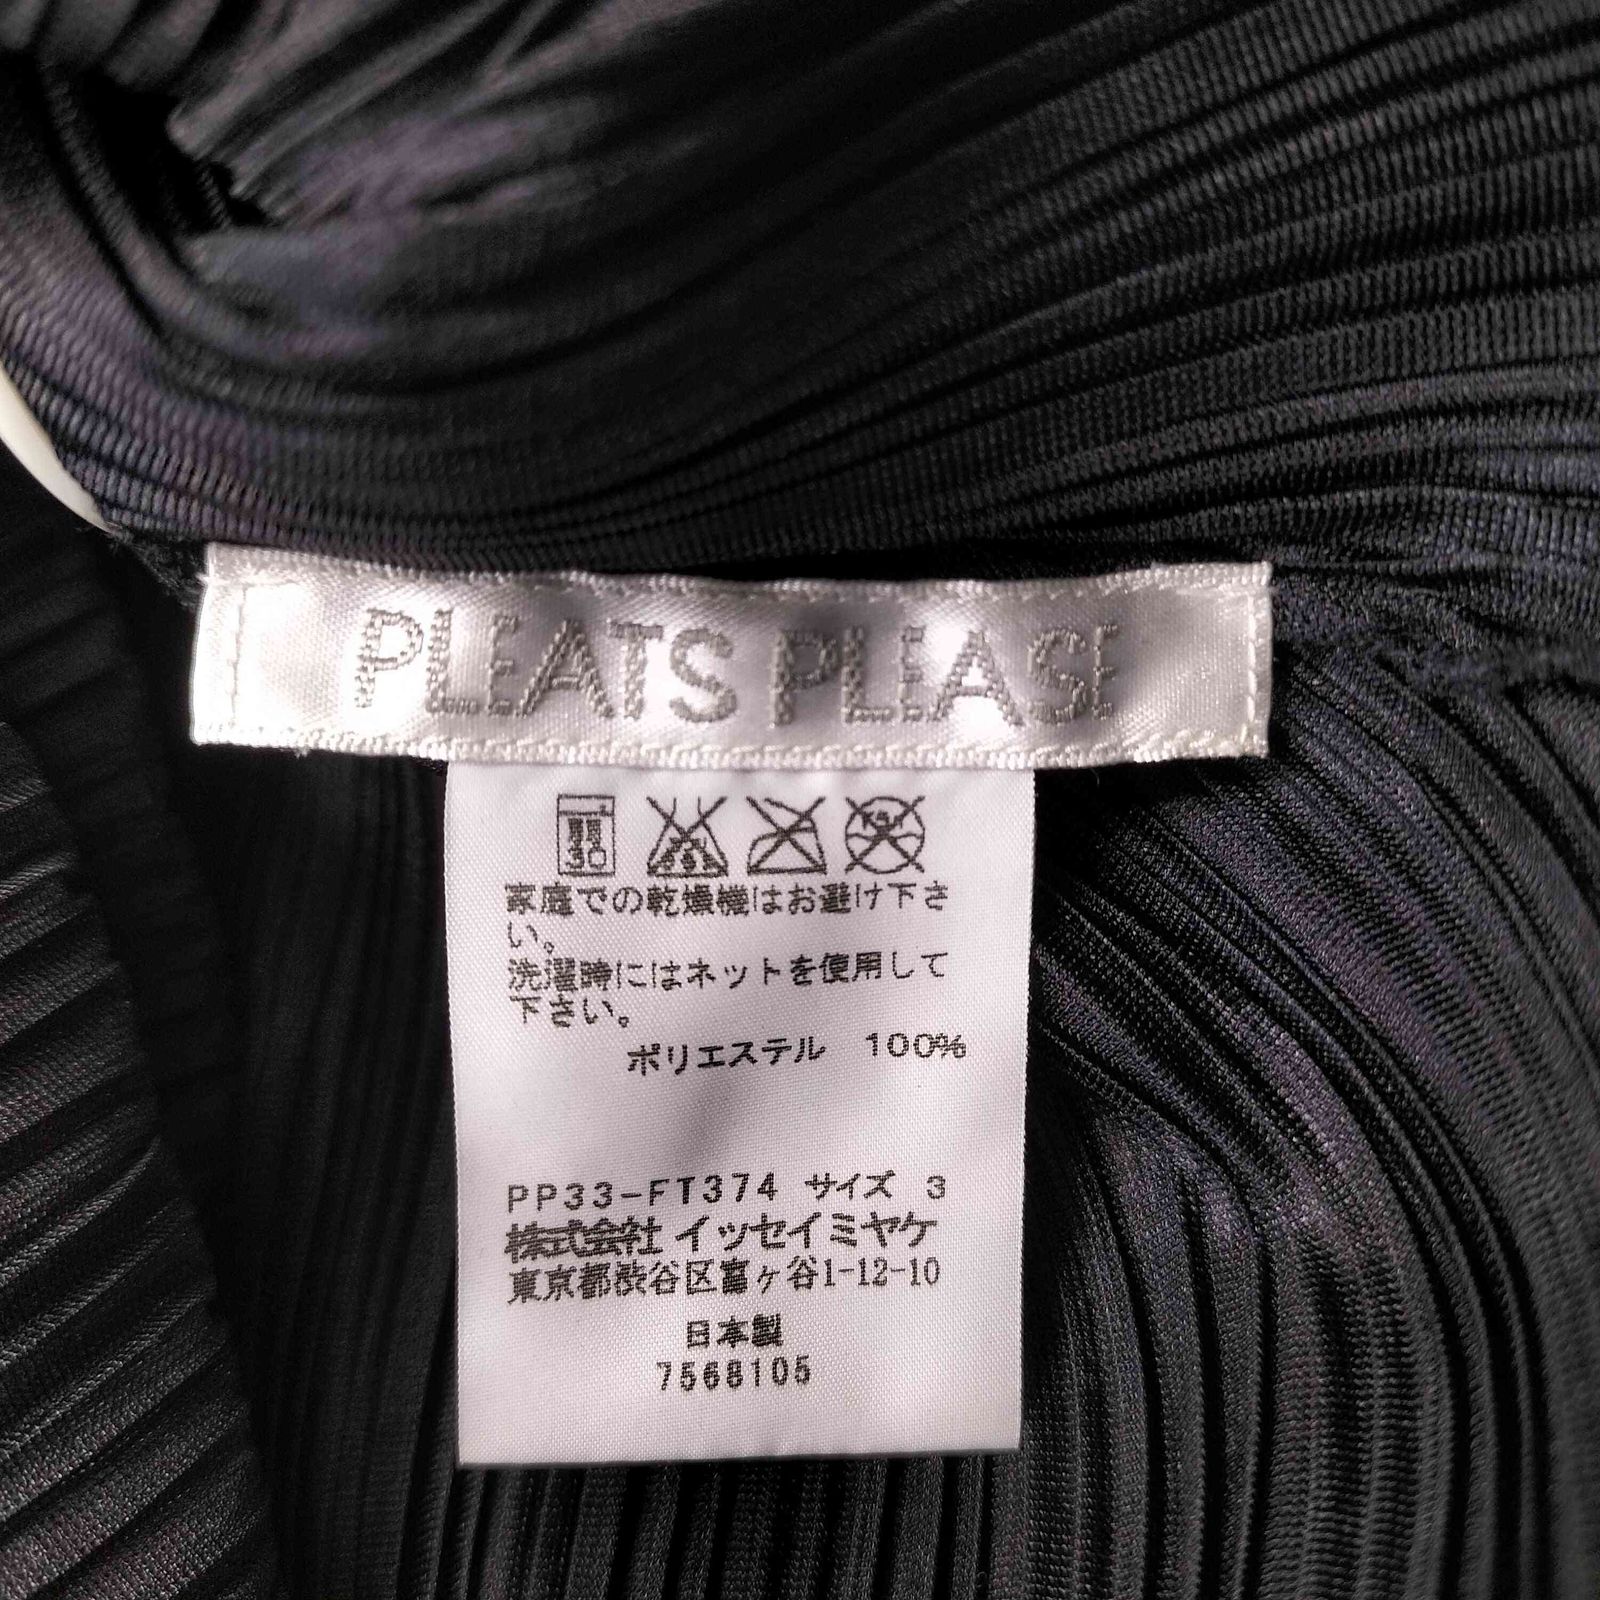 PLEATS PLEASE
30
家庭での乾燥機はお避け下さ
い。
洗濯時にはネットを使用して
下さい。
ポリエステル 100%
PP33-FT374 サイズ 3
株式会社 イッセイミヤケ
東京都渋谷区富ヶ谷1-12-10
日本製
7568105